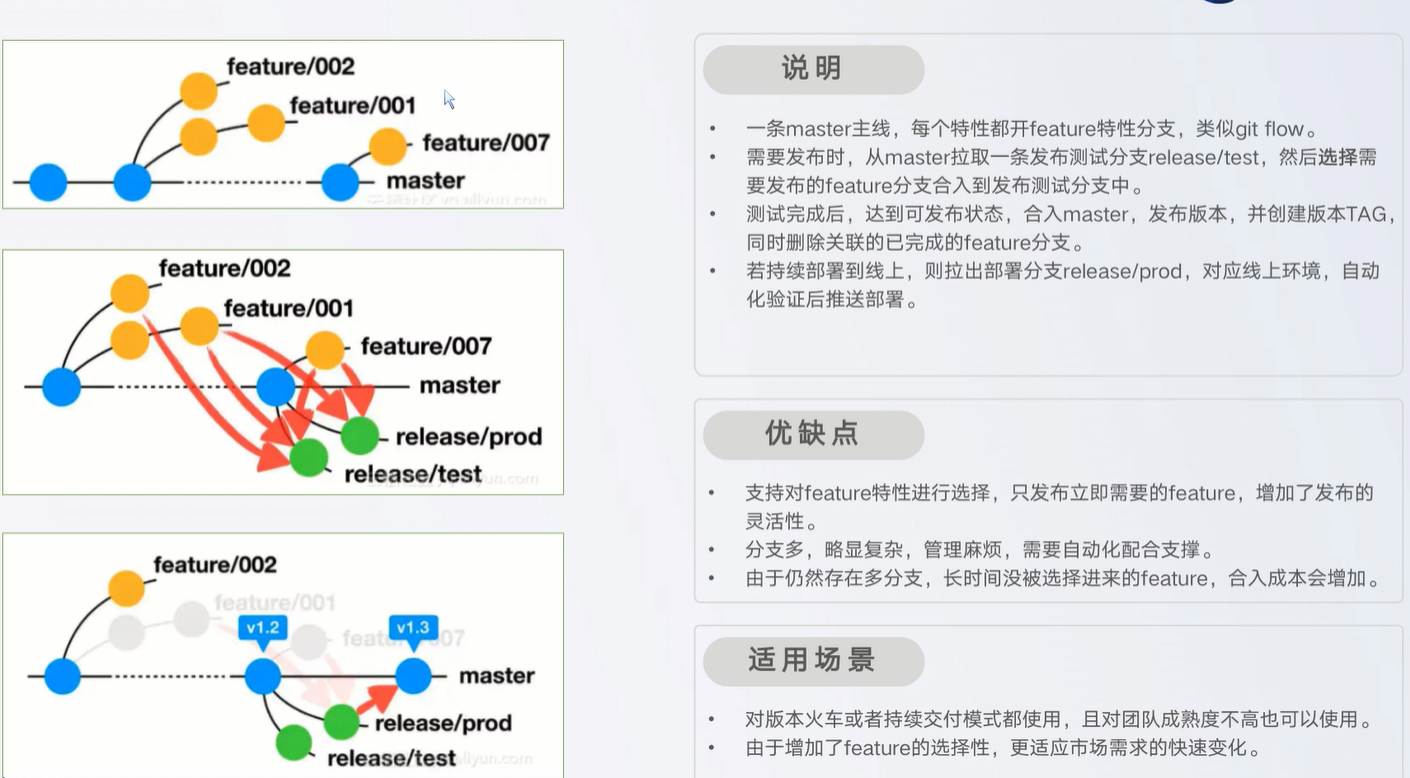 feature/002
feature/001
feature/007
master
feature/002
feature/001
feature/007
master
release/prod
release/test
feature/002
feature/001
v1.2
v1.3
feature/007
master
release/prod
release/test
说明
• 一条master主线，每个特性都开feature特性分支，类似git flow。
• 需要发布时，从master拉取一条发布测试分支release/test，然后选择需
要发布的feature分支合入到发布测试分支中。
• 测试完成后，达到可发布状态，合入master，发布版本，并创建版本TAG，
同时删除关联的已完成的feature分支。
• 若持续部署到线上，则拉出部署分支release/prod，对应线上环境，自动
化验证后推送部署。
优缺点
• 支持对feature特性进行选择，只发布立即需要的feature，增加了发布的
灵活性。
• 分支多，略显复杂，管理麻烦，需要自动化配合支撑。
• 由于仍然存在多分支，长时间没被选择进来的feature，合入成本会增加。
适用场景
• 对版本火车或者持续交付模式都使用，且对团队成熟度不高也可以使用。
• 由于增加了feature的选择性，更适应市场需求的快速变化。